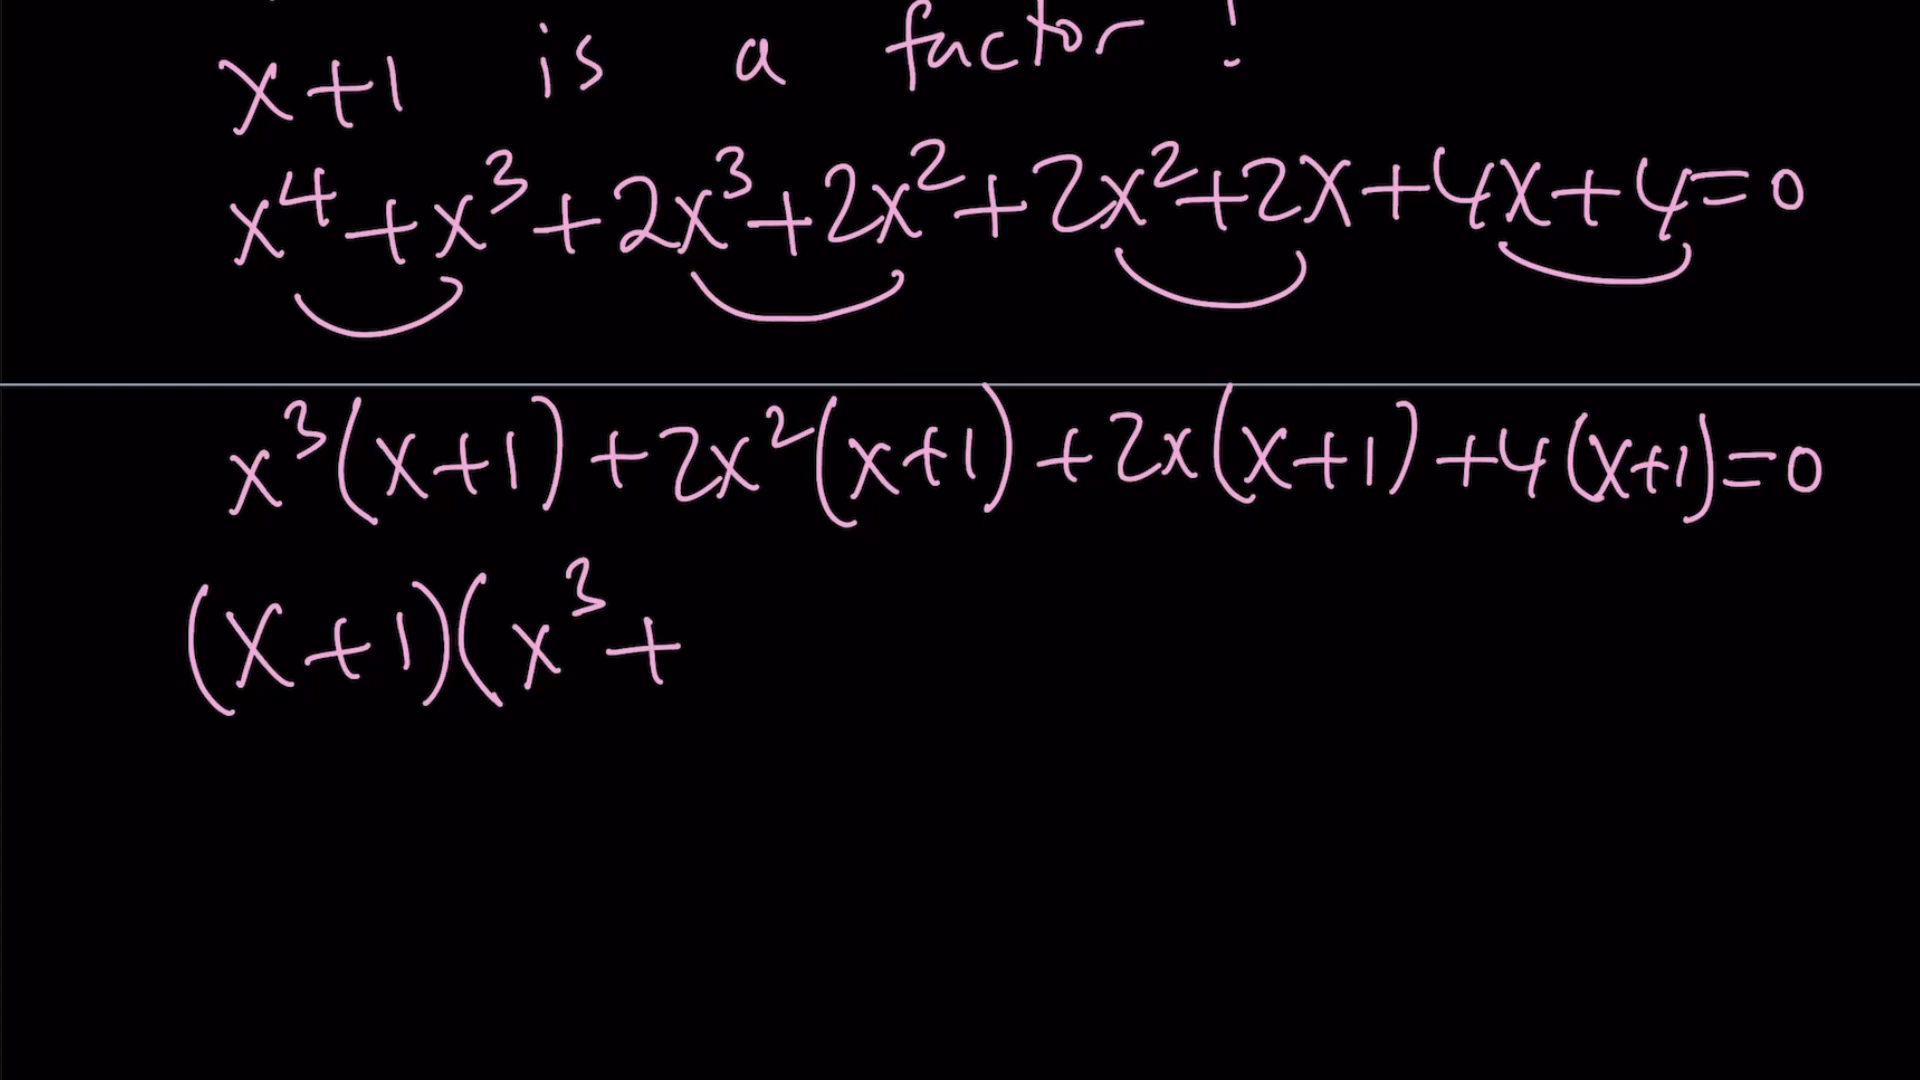 x+1 is a factor!
x⁴+x³+2x³+2x²+2x²+2x+4x+4=0
x³(x+1)+2x²(x+1)+2x(x+1)+4(x+1)=0
(x+1)(x³+